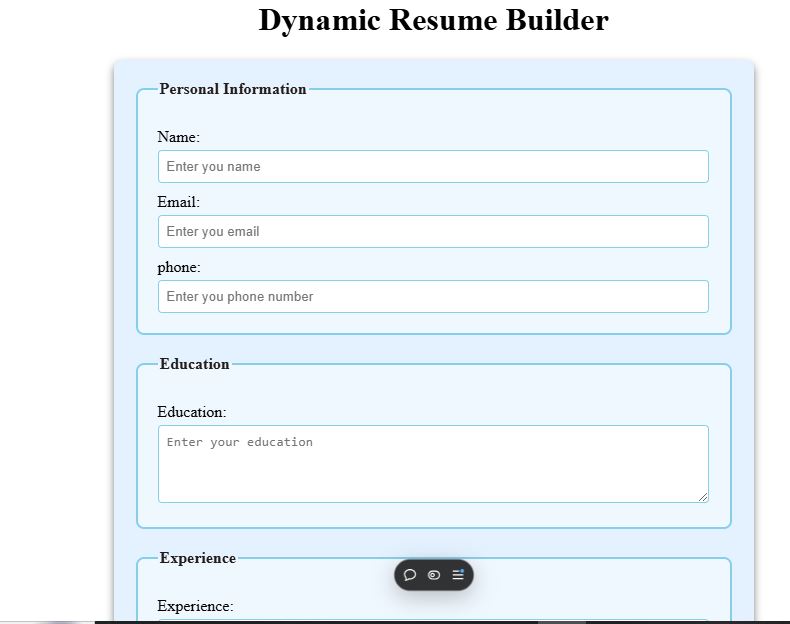 Dynamic Resume Builder
Personal Information
Name:
Enter you name
Email:
Enter you email
phone:
Enter you phone number
Education
Education:
Enter your education
Experience
Experience: